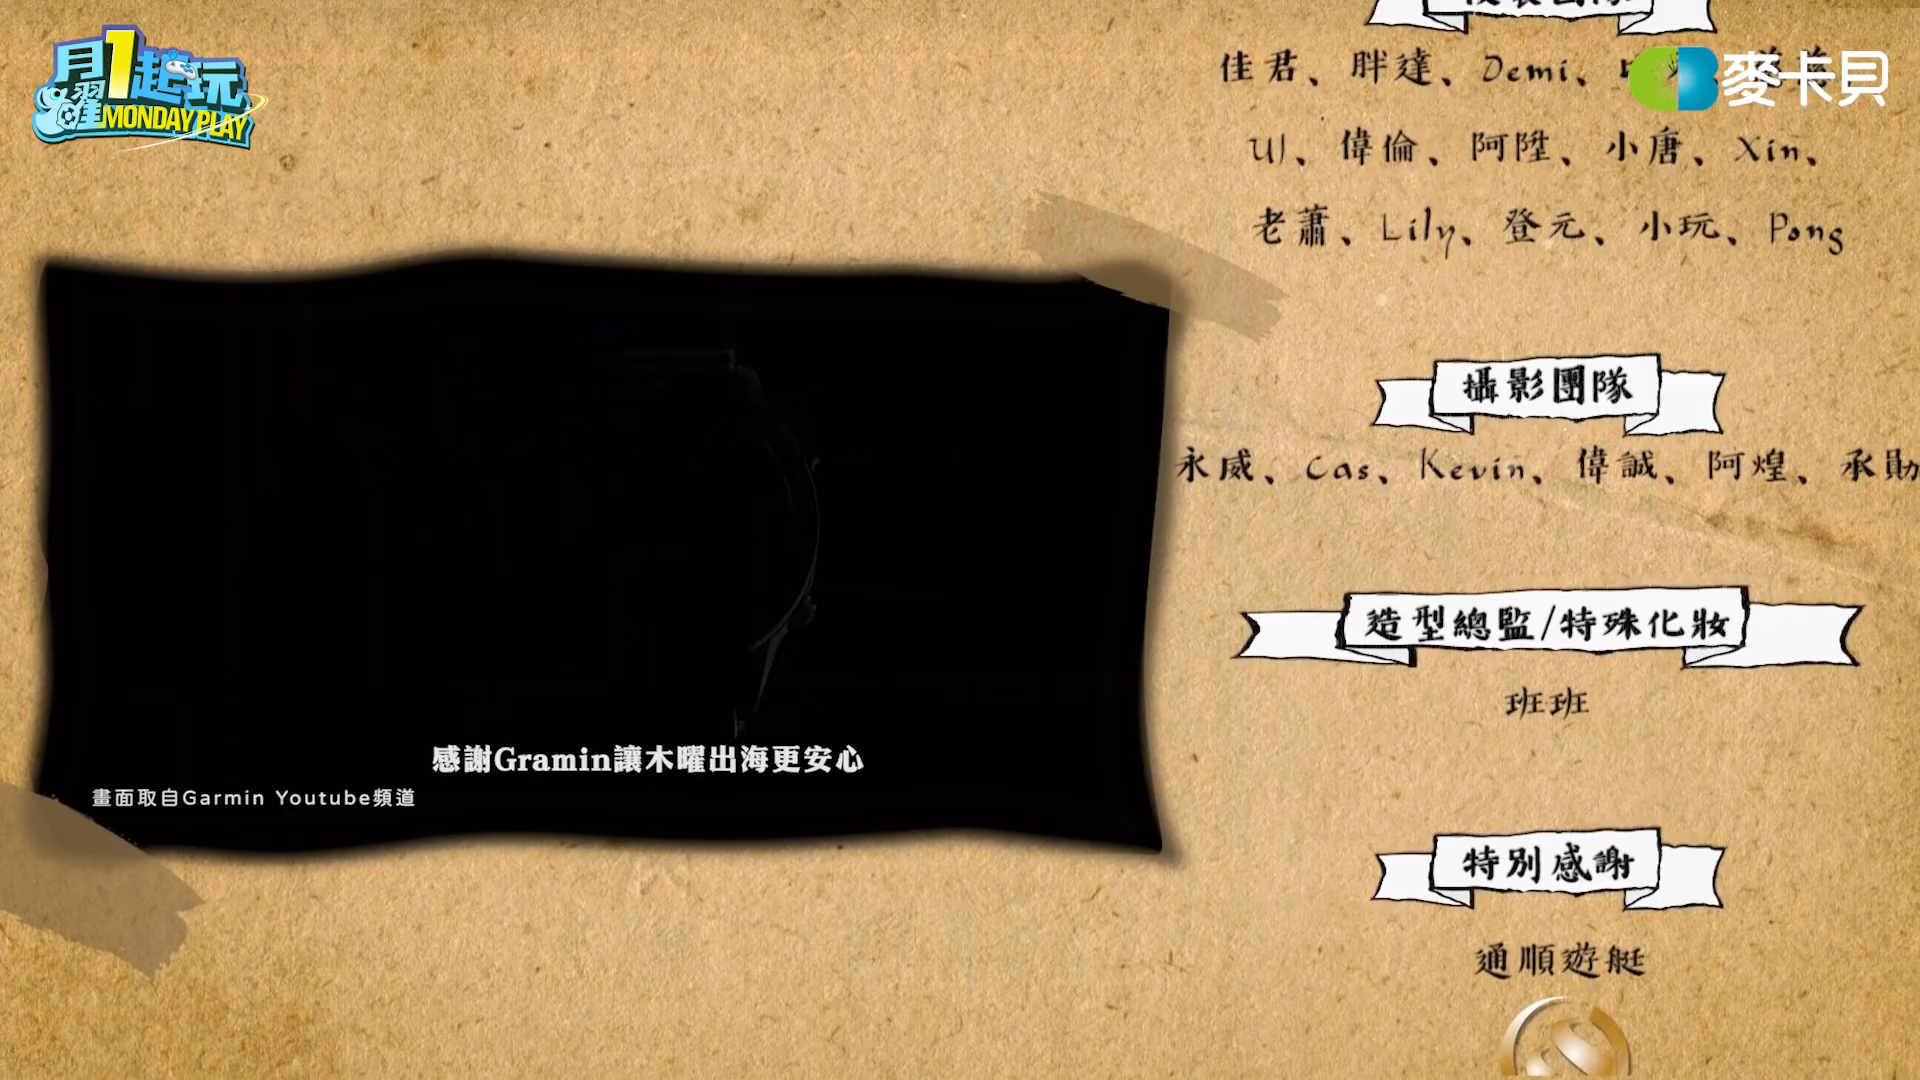 月曜1起玩
MONDAY PLAY
麥卡貝
佳君、胖達、Demi、
Ul、偉倫、阿陞、小唐、Xin、
老蕭、Lily、登元、小玩、Pong
攝影團隊
永威、Cas、Kevin、偉誠、阿煌、承勛
造型總監/特殊化妝
班班
特別感謝
通順遊艇
感謝Gramin讓木曜出海更安心
畫面取自Garmin Youtube頻道